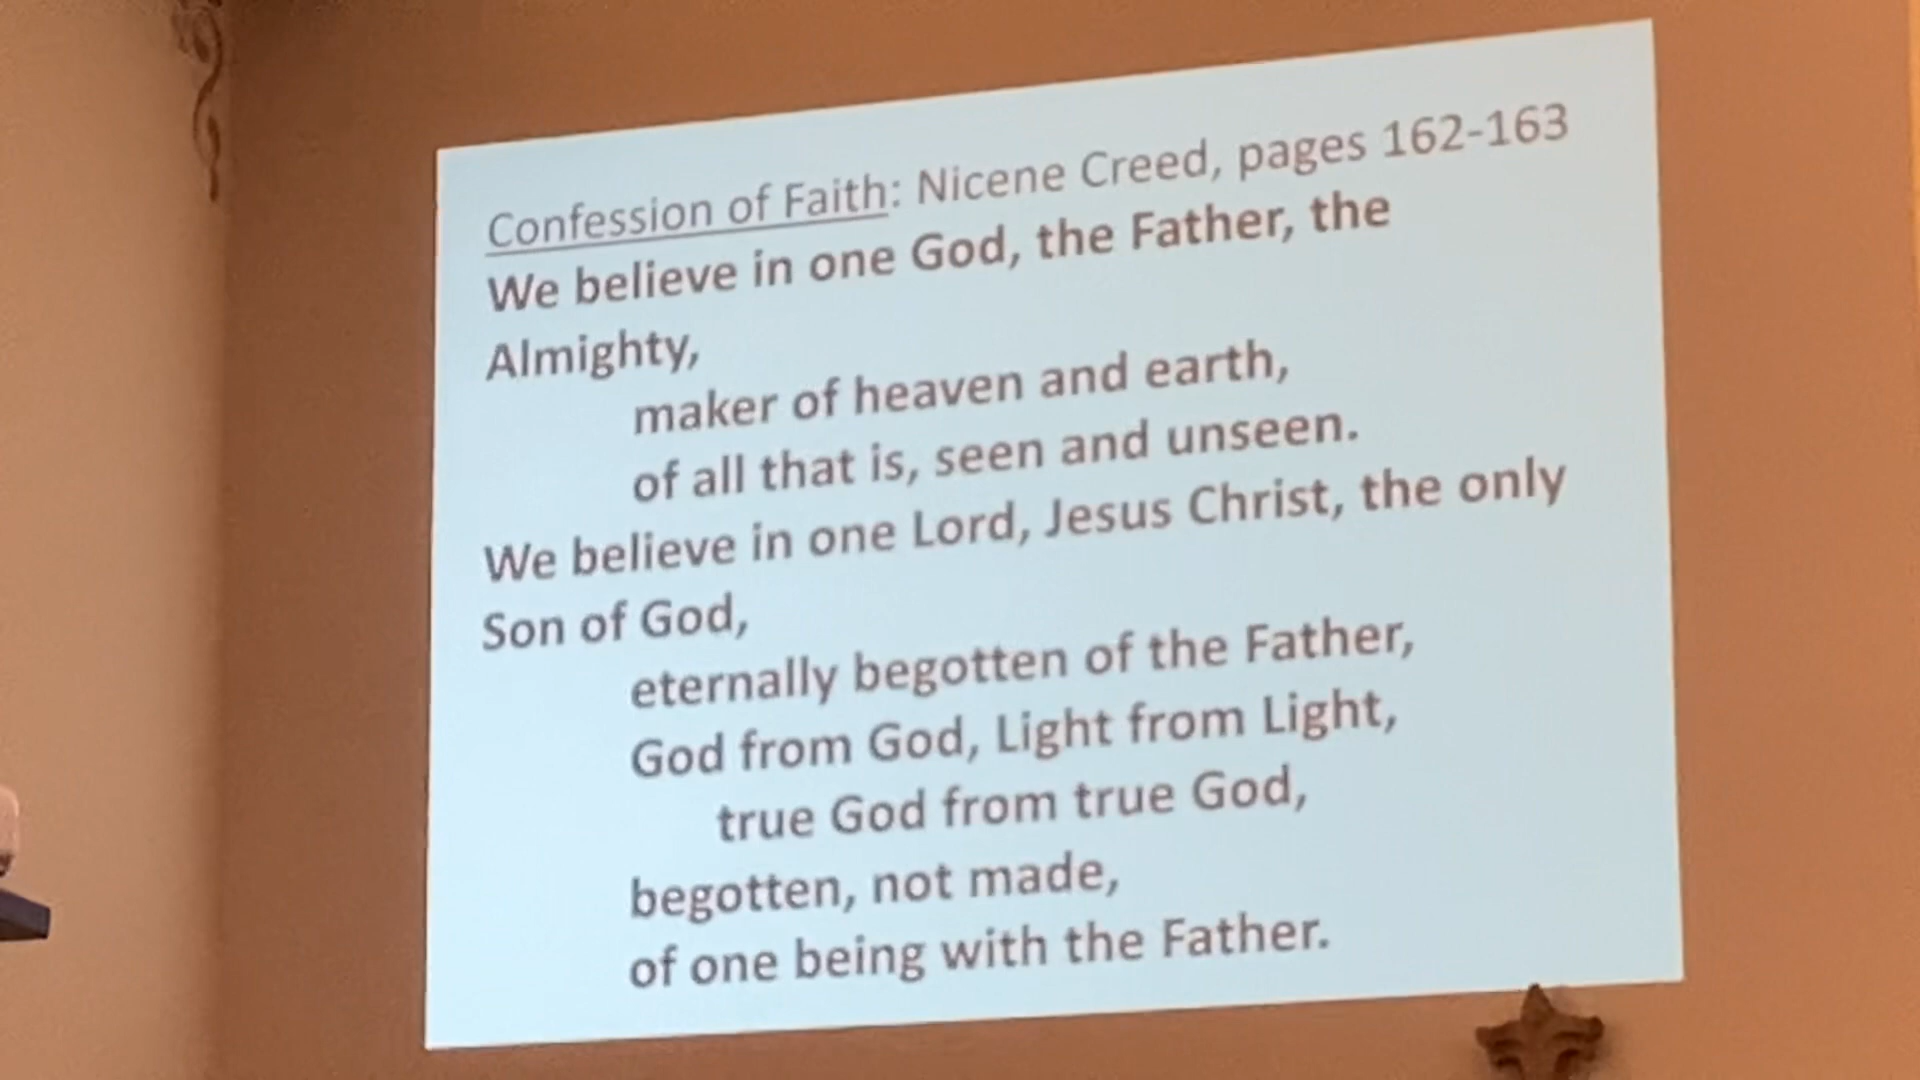 Confession of Faith: Nicene Creed, pages 162-163
We believe in one God, the Father, the
Almighty,
maker of heaven and earth,
of all that is, seen and unseen.
We believe in one Lord, Jesus Christ, the only
Son of God,
eternally begotten of the Father,
God from God, Light from Light,
true God from true God,
begotten, not made,
of one being with the Father.